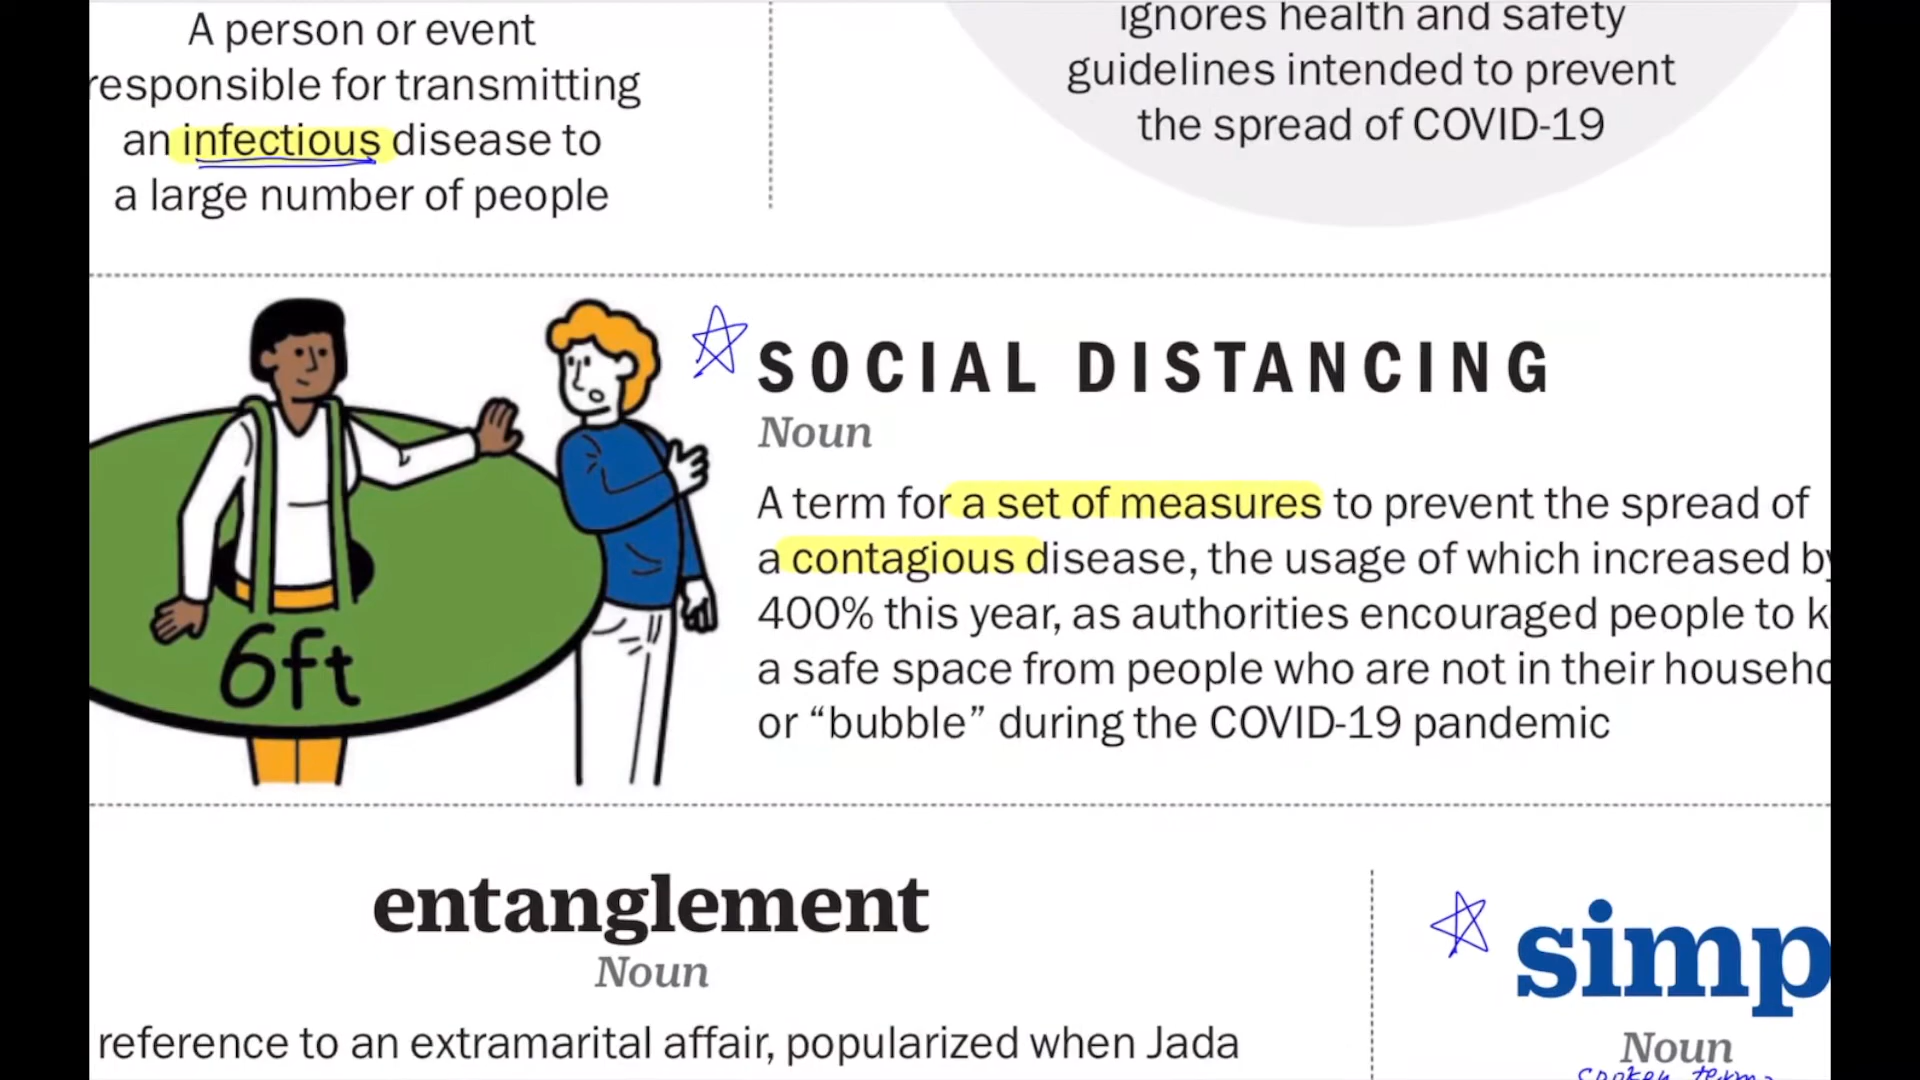 A person or event
responsible for transmitting
an infectious disease to
a large number of people
ignores health and safety
guidelines intended to prevent
the spread of COVID-19
6ft
SOCIAL DISTANCING
Noun
A term for a set of measures to prevent the spread of
a contagious disease, the usage of which increased by
400% this year, as authorities encouraged people to k
a safe space from people who are not in their househo
or “bubble” during the COVID-19 pandemic
entanglement
Noun
reference to an extramarital affair, popularized when Jada
simp
Noun